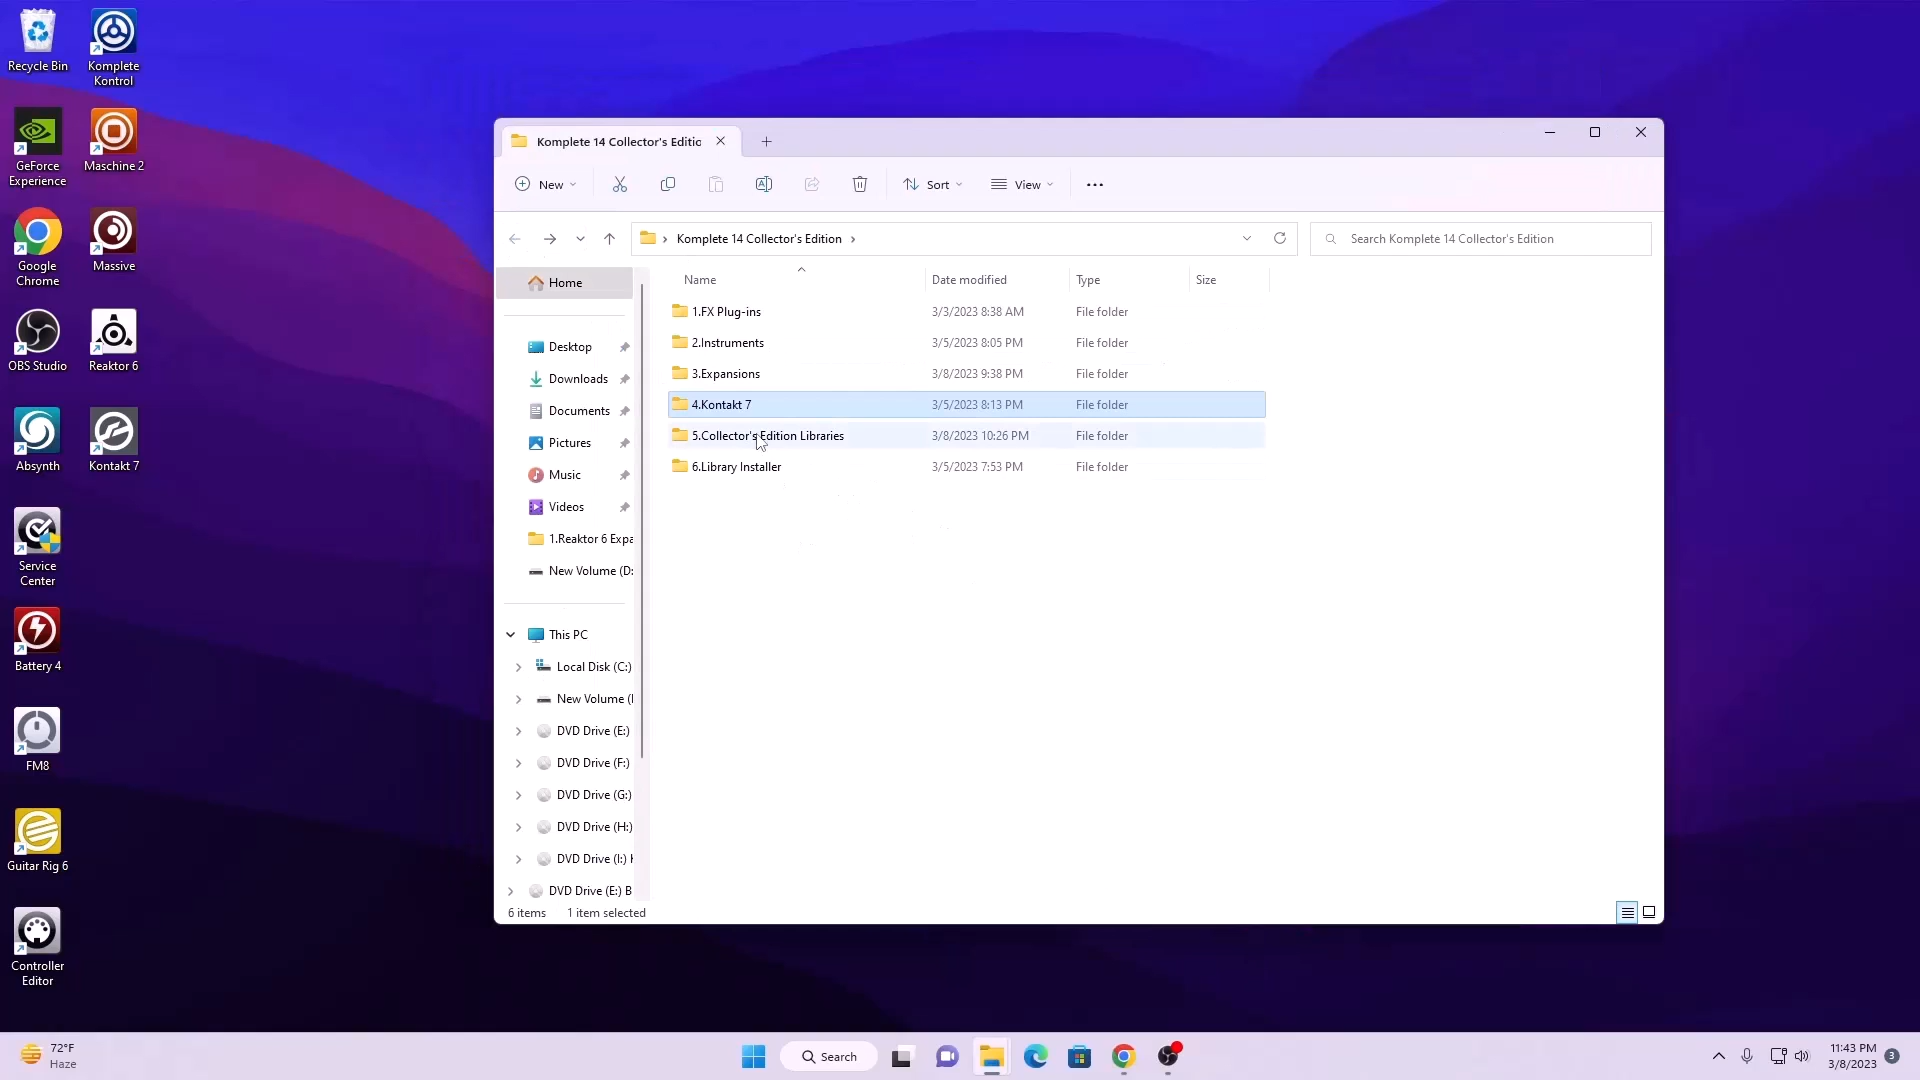 Recycle Bin
Komplete
Kontrol
GeForce
Experience
Maschine 2
Google
Chrome
Massive
OBS Studio
Reaktor 6
Absynth
Kontakt 7
Service
Center
Battery 4
FM8
Guitar Rig 6
Controller
Editor
Komplete 14 Collector's Editio
New
Sort
View
Komplete 14 Collector's Edition
Search Komplete 14 Collector's Edition
Home
Desktop
Downloads
Documents
Pictures
Music
Videos
1.Reaktor 6 Expa
New Volume (D:
This PC
Local Disk (C:)
New Volume (
DVD Drive (E:)
DVD Drive (F:)
DVD Drive (G:)
DVD Drive (H:)
DVD Drive (I:)
DVD Drive (E:) B
Name Date modified Type Size
1.FX Plug-ins 3/3/2023 8:38 AM File folder
2.Instruments 3/5/2023 8:05 PM File folder
3.Expansions 3/8/2023 9:38 PM File folder
4.Kontakt 7 3/5/2023 8:13 PM File folder
5.Collector's Edition Libraries 3/8/2023 10:26 PM File folder
6.Library Installer 3/5/2023 7:53 PM File folder
6 items 1 item selected
72°F
Haze
Search
11:43 PM
3/8/2023
3